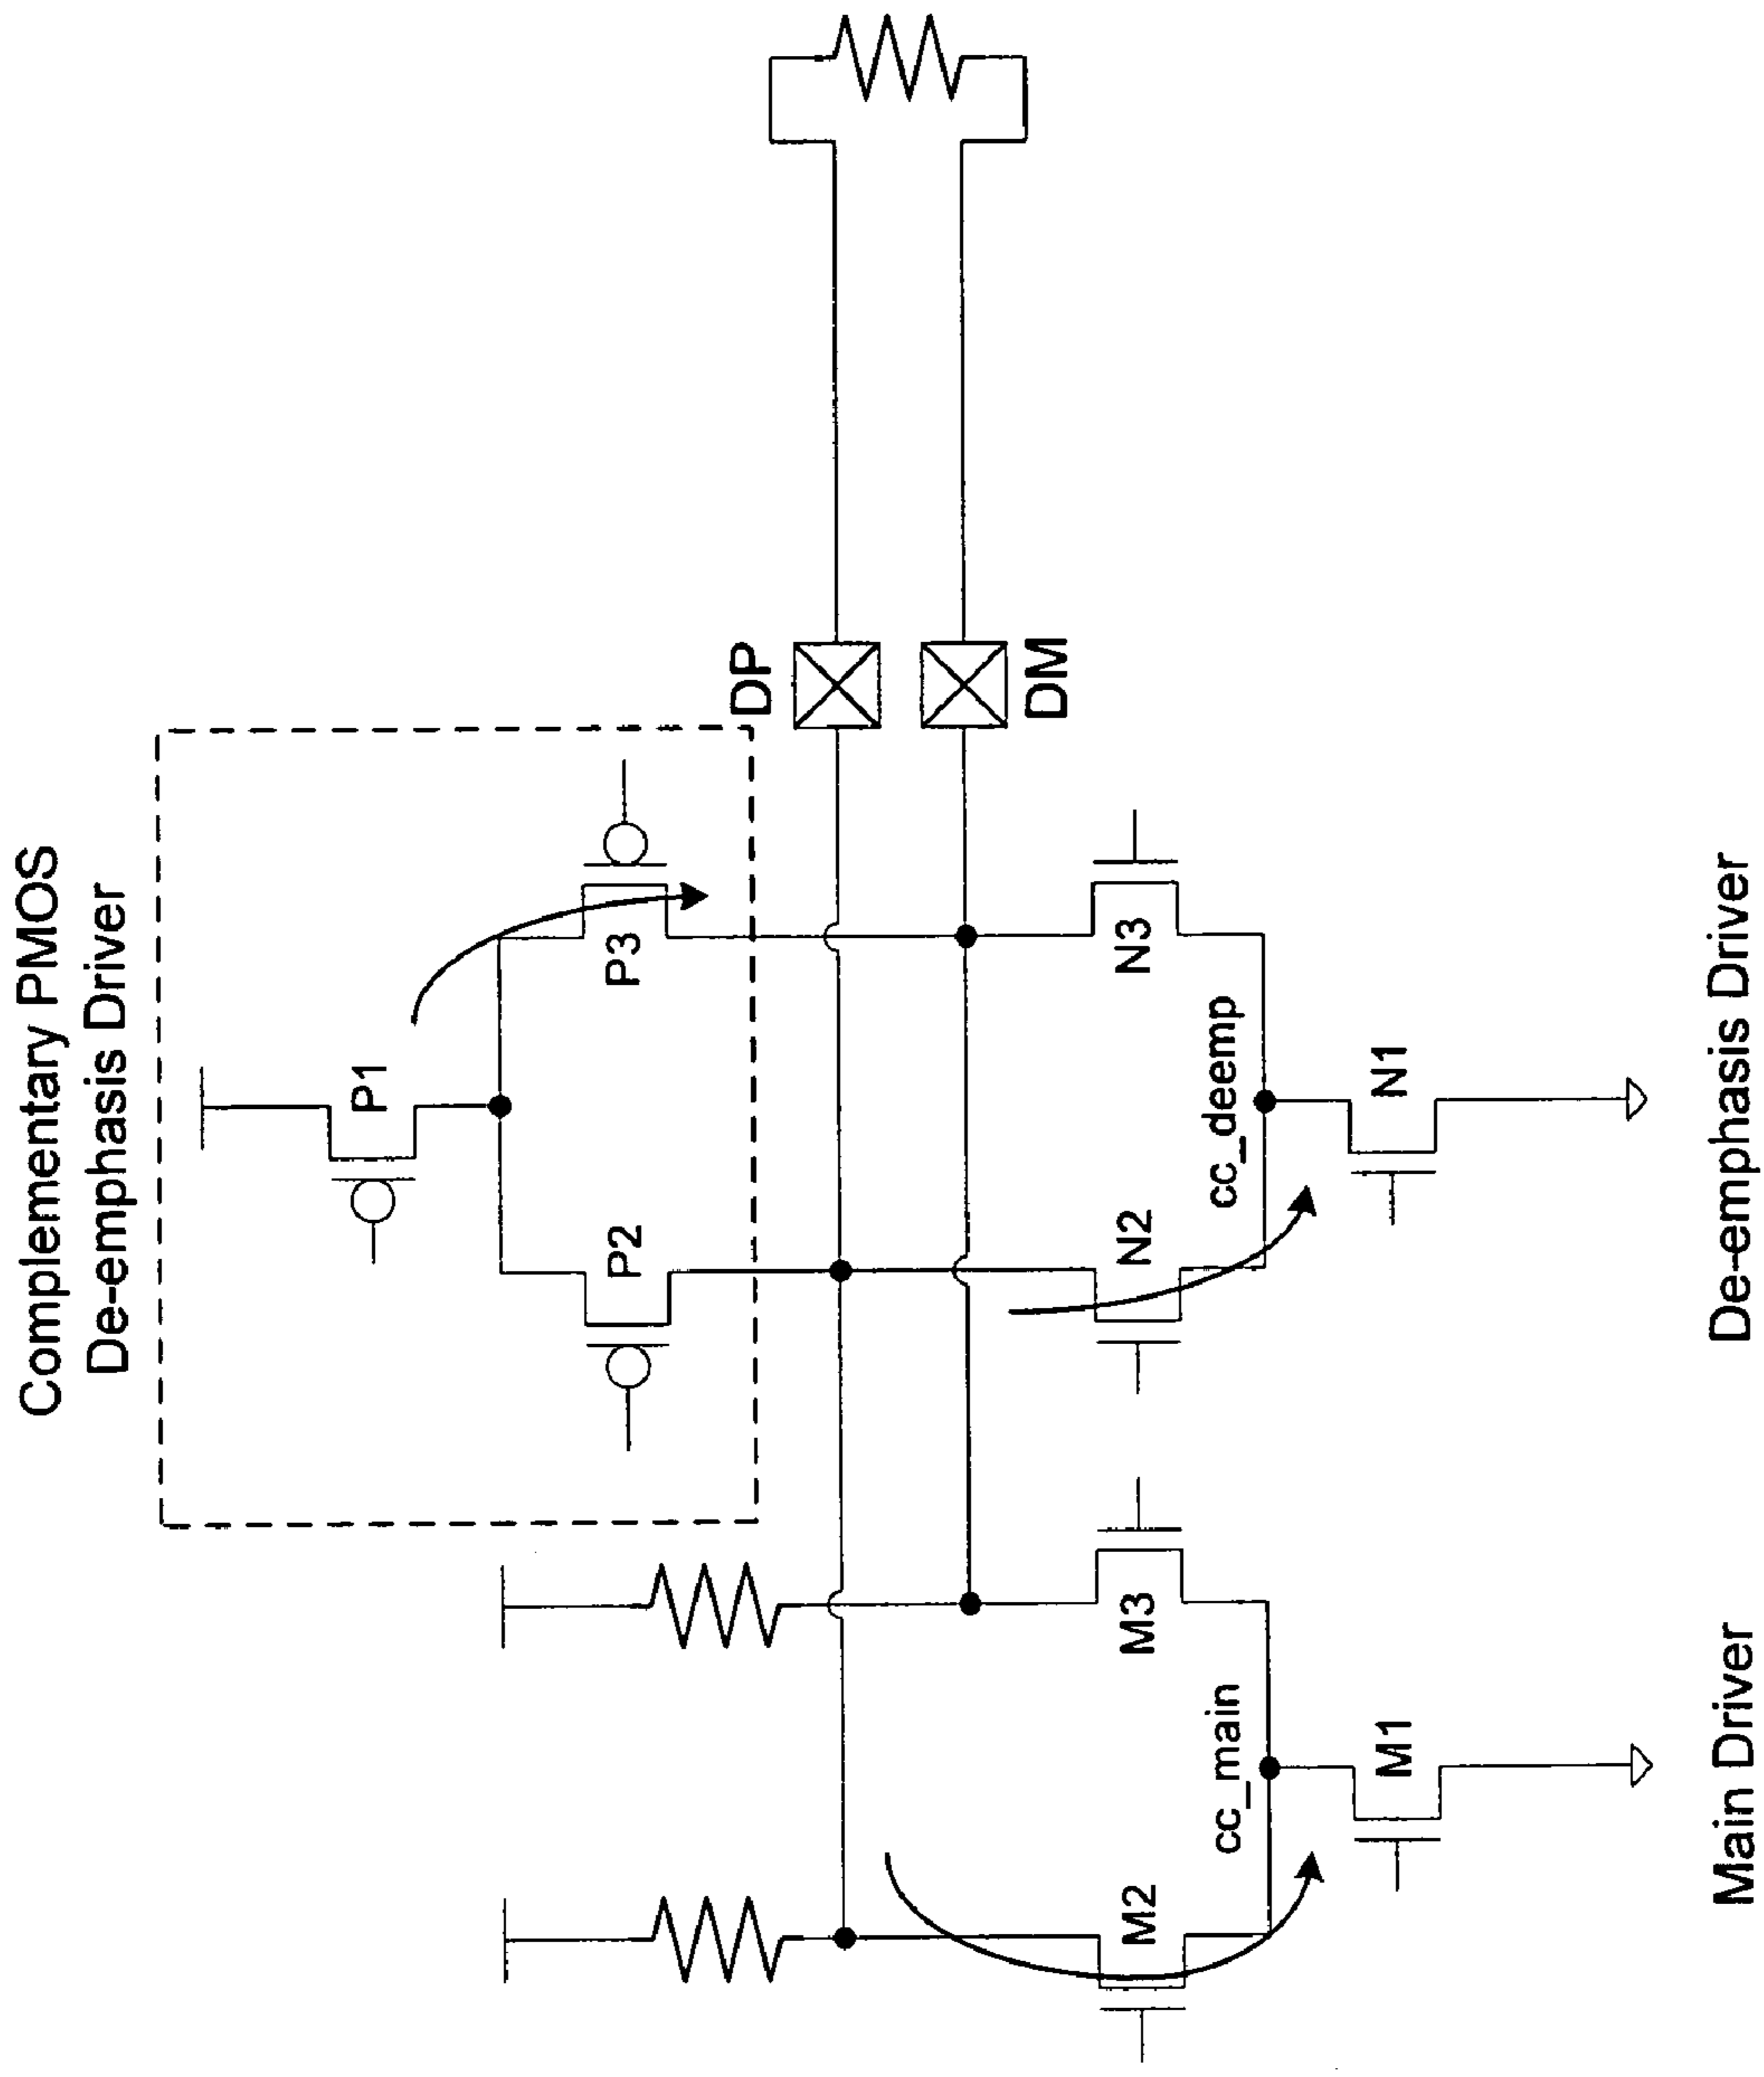 Complementary PMOS
De-emphasis Driver
P1
P2
P3
DP
DM
M2
M3
N2
N3
cc_main
cc_deemp
M1
N1
Main Driver
De-emphasis Driver